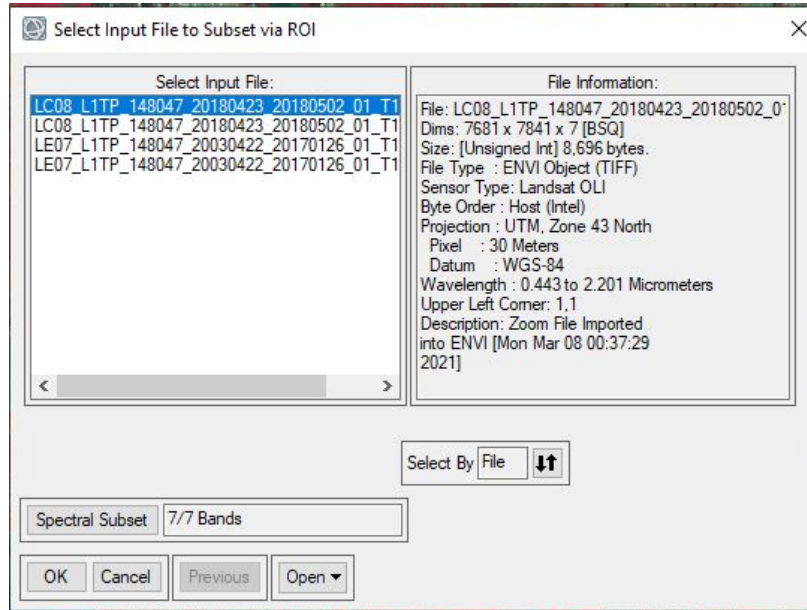 Select Input File to Subset via ROI
Select Input File:
LC08_L1TP_148047_20180423_20180502_01_T1
LC08_L1TP_148047_20180423_20180502_01_T1
LE07_L1TP_148047_20030422_20170126_01_T1
LE07_L1TP_148047_20030422_20170126_01_T1
File Information:
File: LC08_L1TP_148047_20180423_20180502_0
Dims: 7681 x 7841 x 7 [BSQ]
Size: [Unsigned Int] 8,696 bytes.
File Type : ENVI Object (TIFF)
Sensor Type: Landsat OLI
Byte Order : Host (Intel)
Projection : UTM, Zone 43 North
Pixel : 30 Meters
Datum : WGS-84
Wavelength : 0.443 to 2.201 Micrometers
Upper Left Corner: 1,1
Description: Zoom File Imported
into ENVI [Mon Mar 08 00:37:29
2021]
Select By File
Spectral Subset 7/7 Bands
OK Cancel Previous Open